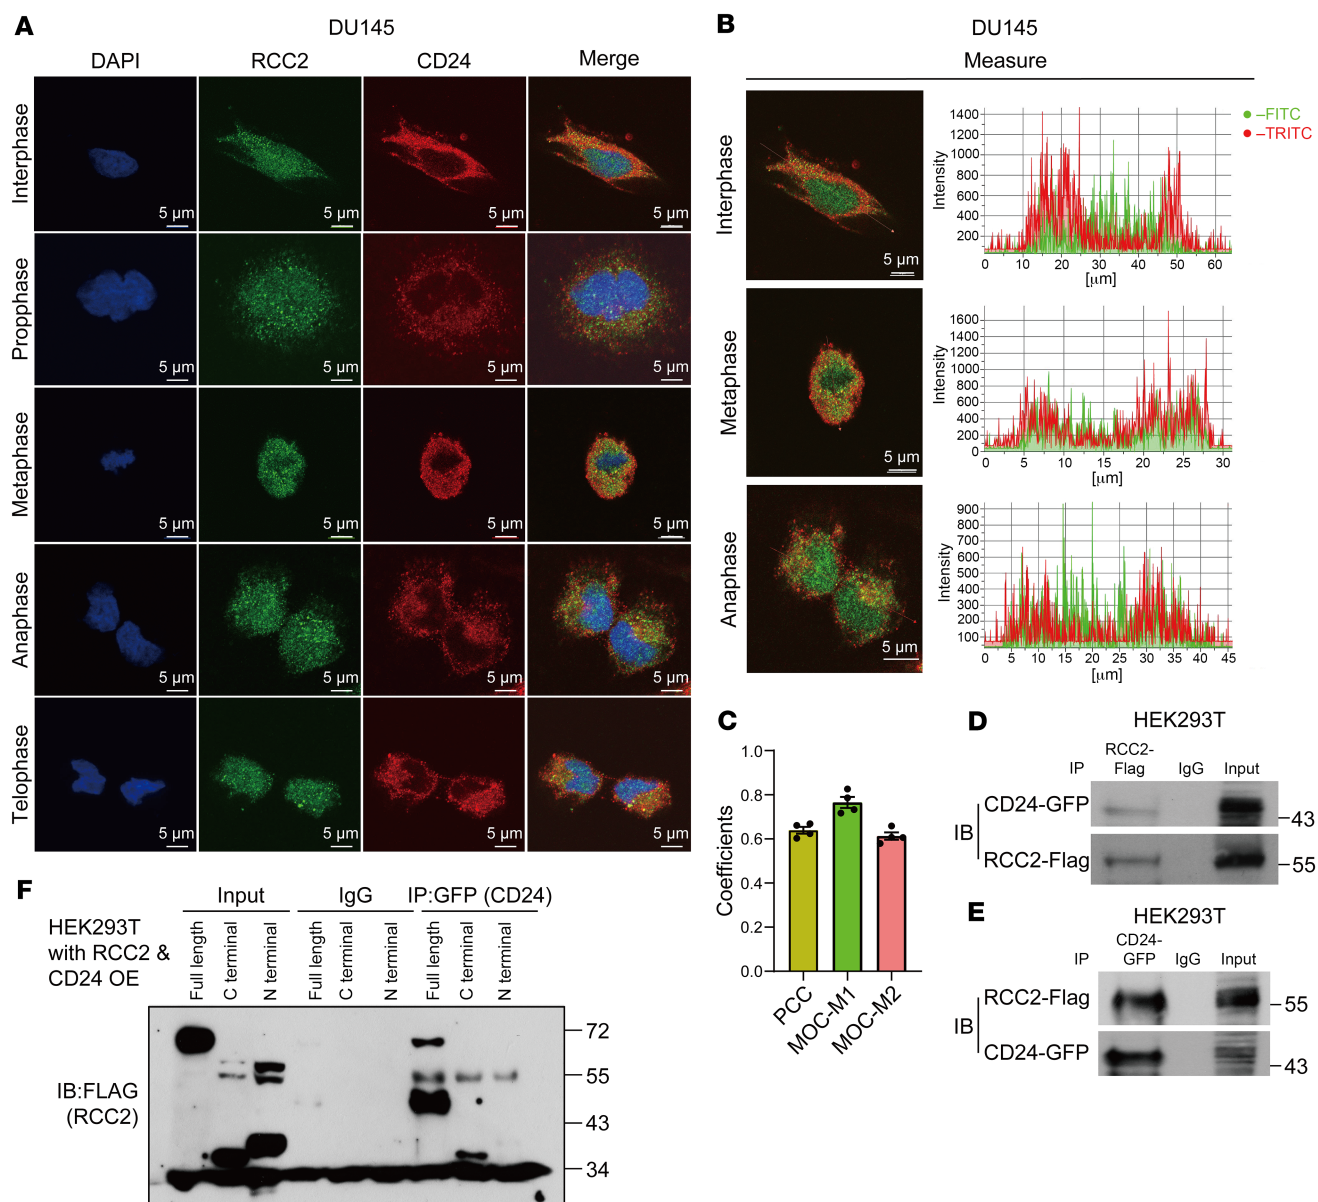 A
DU145
DAPI
RCC2
CD24
Merge
Interphase
5 µm
5 µm
5 µm
5 µm
Propphase
5 µm
5 µm
5 µm
5 µm
Metaphase
5 µm
5 µm
5 µm
5 µm
Anaphase
5 µm
5 µm
5 µm
5 µm
Telophase
5 µm
5 µm
5 µm
5 µm
B
DU145
Measure
Interphase
5 µm
Intensity
1400
1200
1000
800
600
400
200
0 10 20 30 40 50 60
[µm]
–FITC
–TRITC
Metaphase
5 µm
Intensity
1600
1400
1200
1000
800
600
400
200
0
0 5 10 15 20 25 30
[µm]
Anaphase
5 µm
Intensity
900
800
700
600
500
400
300
200
100
0 5 10 15 20 25 30 35 40 45
[µm]
C
Coefficients
1.0
0.8
0.6
0.4
0.2
0.0
PCC
MOC-M1
MOC-M2
D
HEK293T
IP
RCC2-
Flag
IgG
Input
IB
CD24-GFP
43
RCC2-Flag
55
E
HEK293T
IP
CD24-
GFP
IgG
Input
IB
RCC2-Flag
55
CD24-GFP
43
F
Input
IgG
IP:GFP (CD24)
HEK293T
with RCC2 &
CD24 OE
Full length
C terminal
N terminal
Full length
C terminal
N terminal
Full length
C terminal
N terminal
IB:FLAG
(RCC2)
72
55
43
34